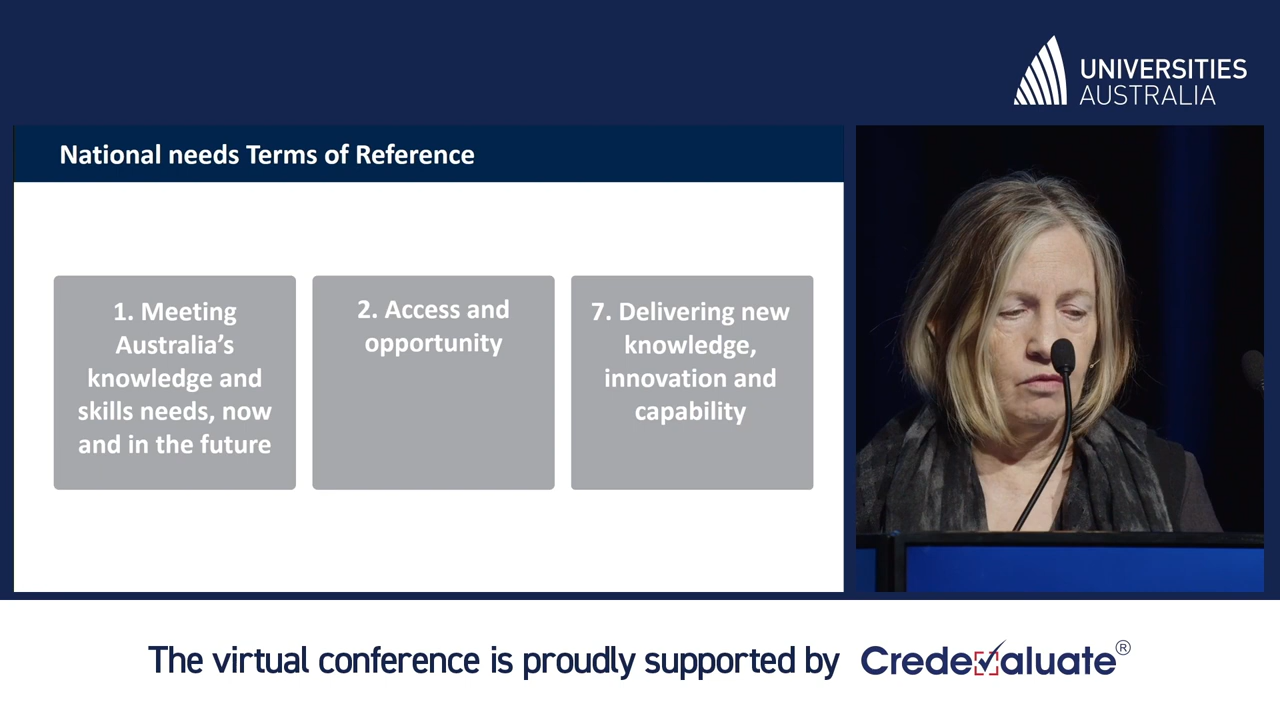 UNIVERSITIES
AUSTRALIA
National needs Terms of Reference
1. Meeting
Australia’s
knowledge and
skills needs, now
and in the future
2. Access and
opportunity
7. Delivering new
knowledge,
innovation and
capability
The virtual conference is proudly supported by Credevaluate®